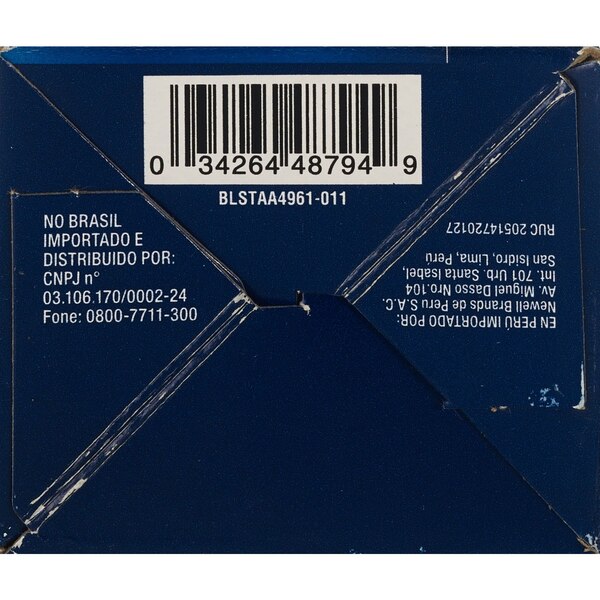 0 34264 48794 9
BLSTAA4961-011
NO BRASIL
IMPORTADO E
DISTRIBUIDO POR:
CNPJ n°
03.106.170/0002-24
Fone: 0800-7711-300
EN PERÚ IMPORTADO POR:
Newell Brands de Peru S.A.C.
Av. Miguel Dasso Nro.104
Int. 701 Urb. Santa Isabel,
San Isidro, Lima, Perú
RUC 20514720127